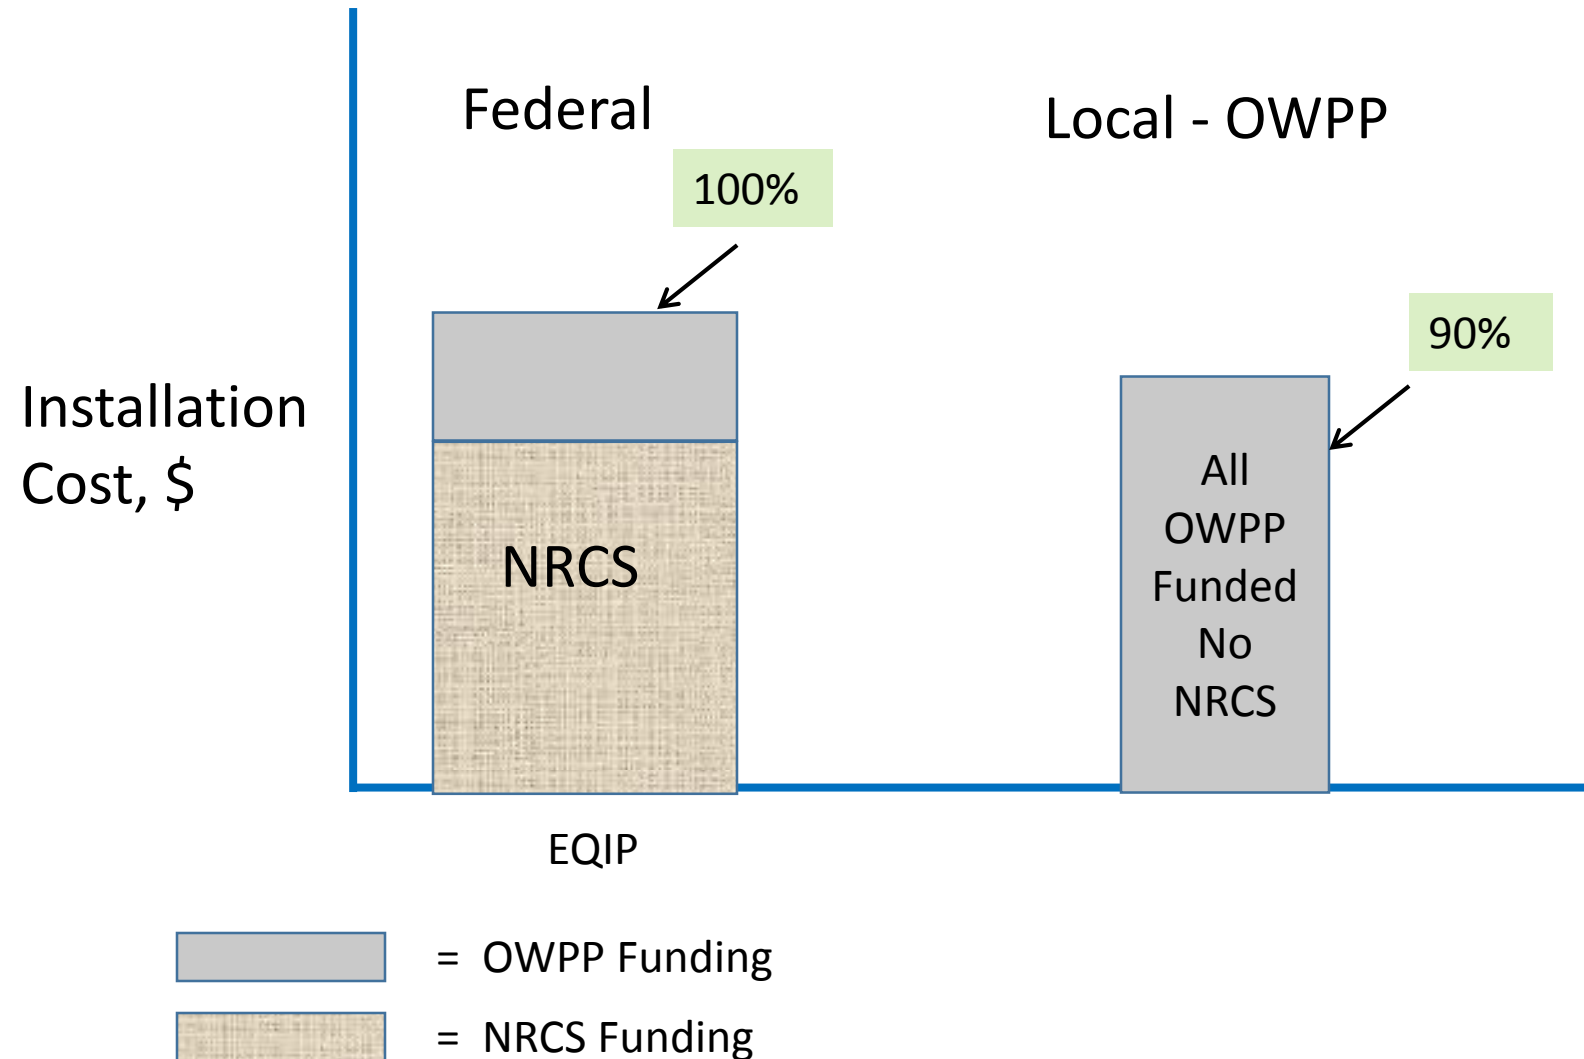 Federal
Local - OWPP
100%
90%
Installation
Cost, $
NRCS
All
OWPP
Funded
No
NRCS
EQIP
= OWPP Funding
= NRCS Funding